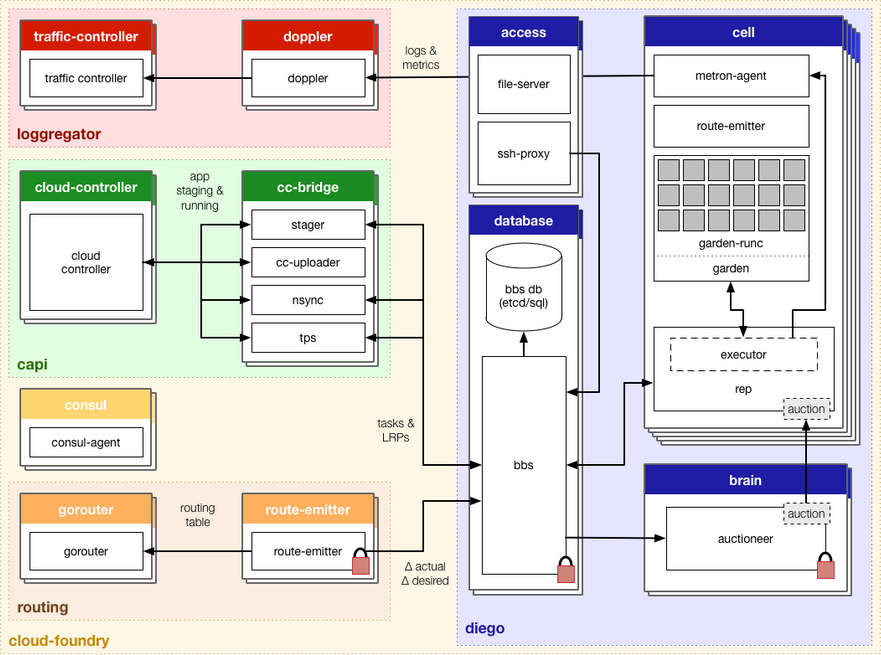 traffic-controller
traffic controller
doppler
doppler
loggregator
logs &
metrics
cloud-controller
cloud
controller
app
staging &
running
cc-bridge
stager
cc-uploader
nsync
tps
capi
consul
consul-agent
tasks &
LRPs
gorouter
gorouter
routing
table
route-emitter
route-emitter
Δ actual
Δ desired
routing
cloud-foundry
access
file-server
ssh-proxy
database
bbs db
(etcd/sql)
bbs
cell
metron-agent
route-emitter
garden-runc
garden
executor
rep
auction
brain
auction
auctioneer
diego